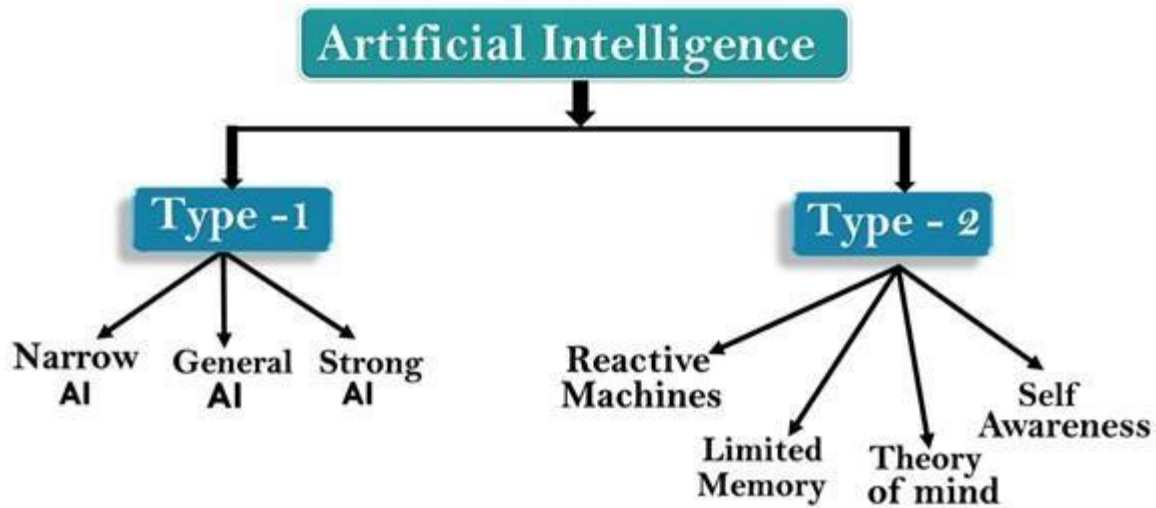 Artificial Intelligence
Type -1
Type - 2
Narrow
AI
General
AI
Strong
AI
Reactive
Machines
Limited
Memory
Theory
of mind
Self
Awareness